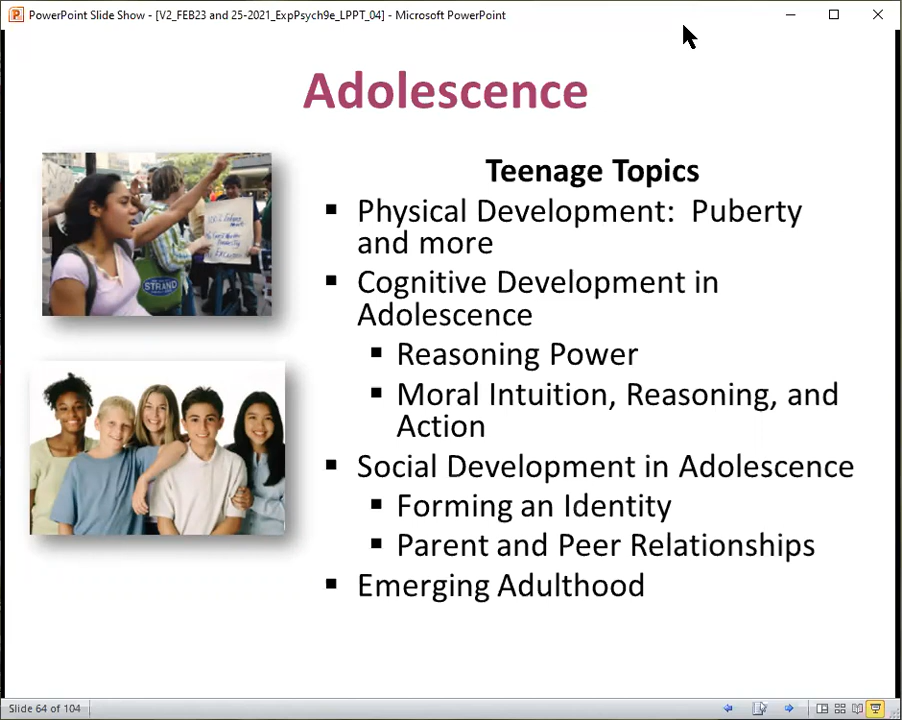 PowerPoint Slide Show - [V2_FEB23 and 25-2021_ExpPsych9e_LPPT_04] - Microsoft PowerPoint
Adolescence
STRAND
Teenage Topics
▪ Physical Development:  Puberty
and more
▪ Cognitive Development in
Adolescence
▪ Reasoning Power
▪ Moral Intuition, Reasoning, and
Action
▪ Social Development in Adolescence
▪ Forming an Identity
▪ Parent and Peer Relationships
▪ Emerging Adulthood
Slide 64 of 104